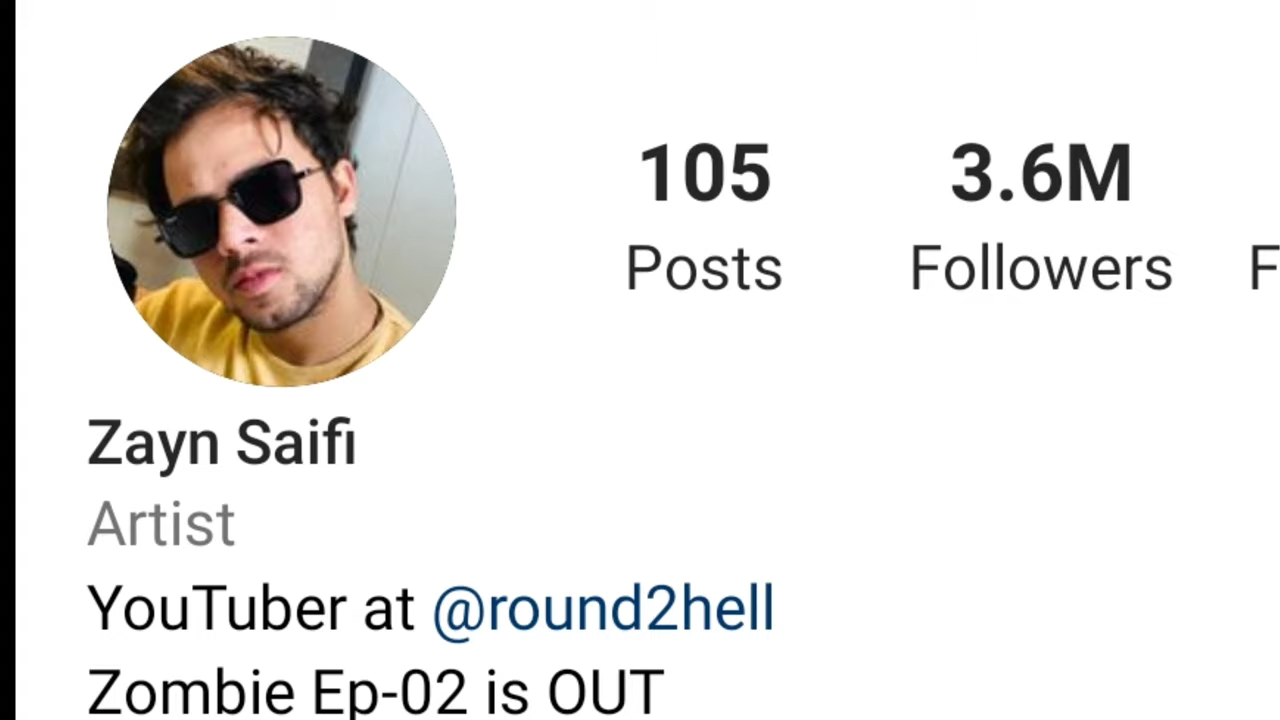 105 3.6M
Posts Followers F
Zayn Saifi
Artist
YouTuber at @round2hell
Zombie Ep-02 is OUT